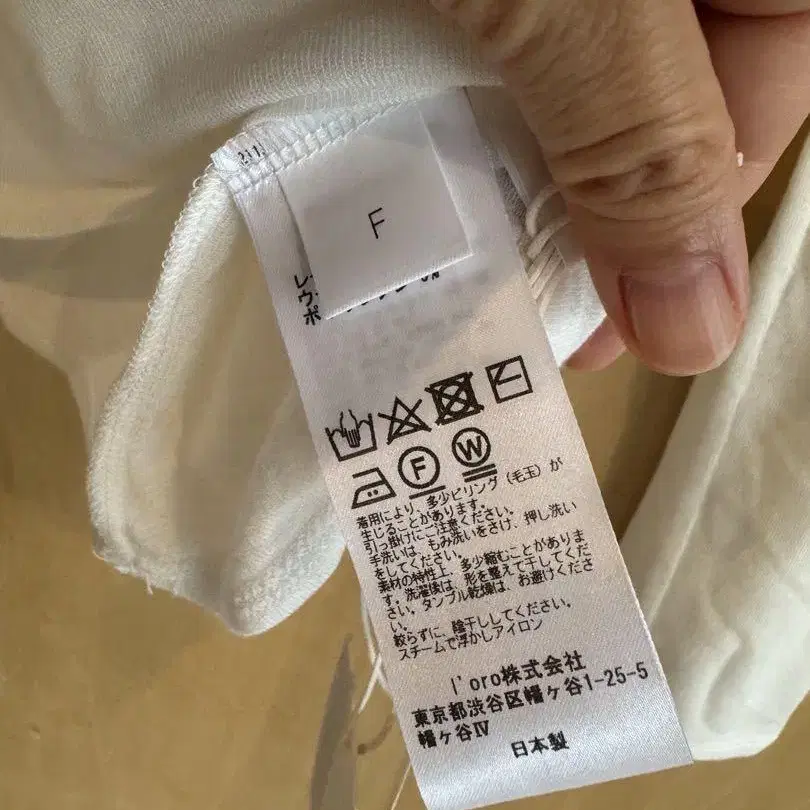 F
F
W
着用により、多少ピリング（毛玉）が
生じることがあります。
引っ掛けにご注意ください。
手洗いは、もみ洗いをさけ、押し洗い
をしてください。
素材の特性上、多少縮むことがありま
す。洗濯後は、形を整えて干してくだ
さい。タンブル乾燥は、お避けくださ
い。
絞らずに、陰干ししてください。
スチームで浮かしアイロン
l'oro株式会社
東京都渋谷区幡ヶ谷1-25-5
幡ヶ谷Ⅳ
日本製